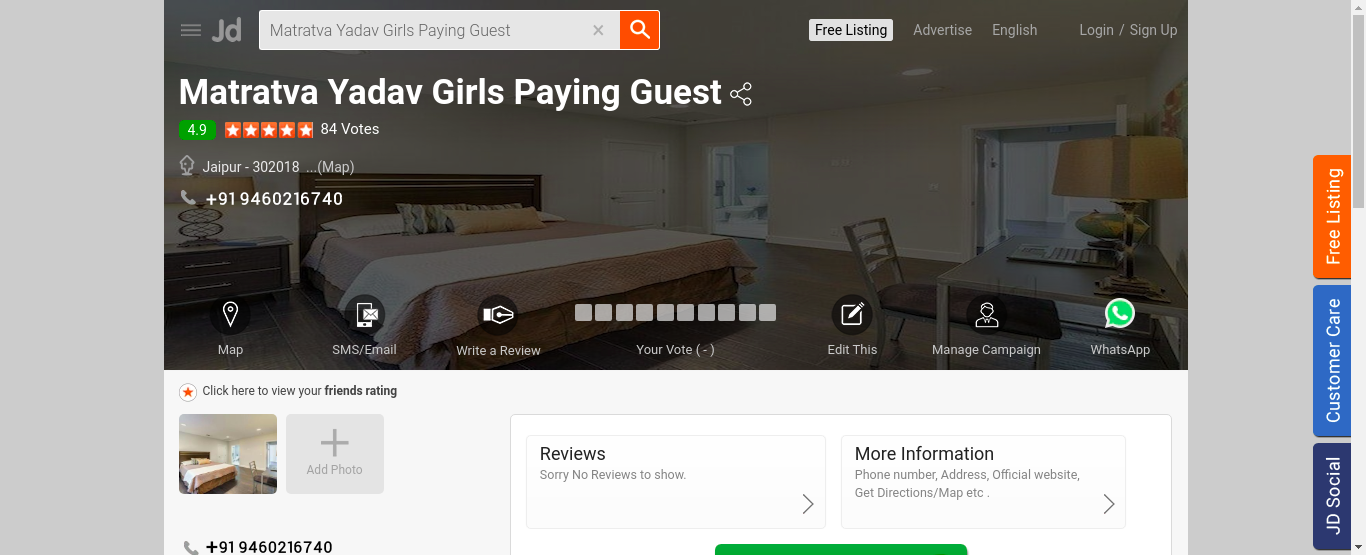 Jd
Matratva Yadav Girls Paying Guest
Free Listing
Advertise
English
Login / Sign Up
Matratva Yadav Girls Paying Guest
4.9
84 Votes
Jaipur - 302018 ...(Map)
+91 9460216740
Map
SMS/Email
Write a Review
Your Vote ( - )
Edit This
Manage Campaign
WhatsApp
Click here to view your friends rating
Add Photo
Reviews
Sorry No Reviews to show.
More Information
Phone number, Address, Official website,
Get Directions/Map etc .
+91 9460216740
Free Listing
Customer Care
JD Social